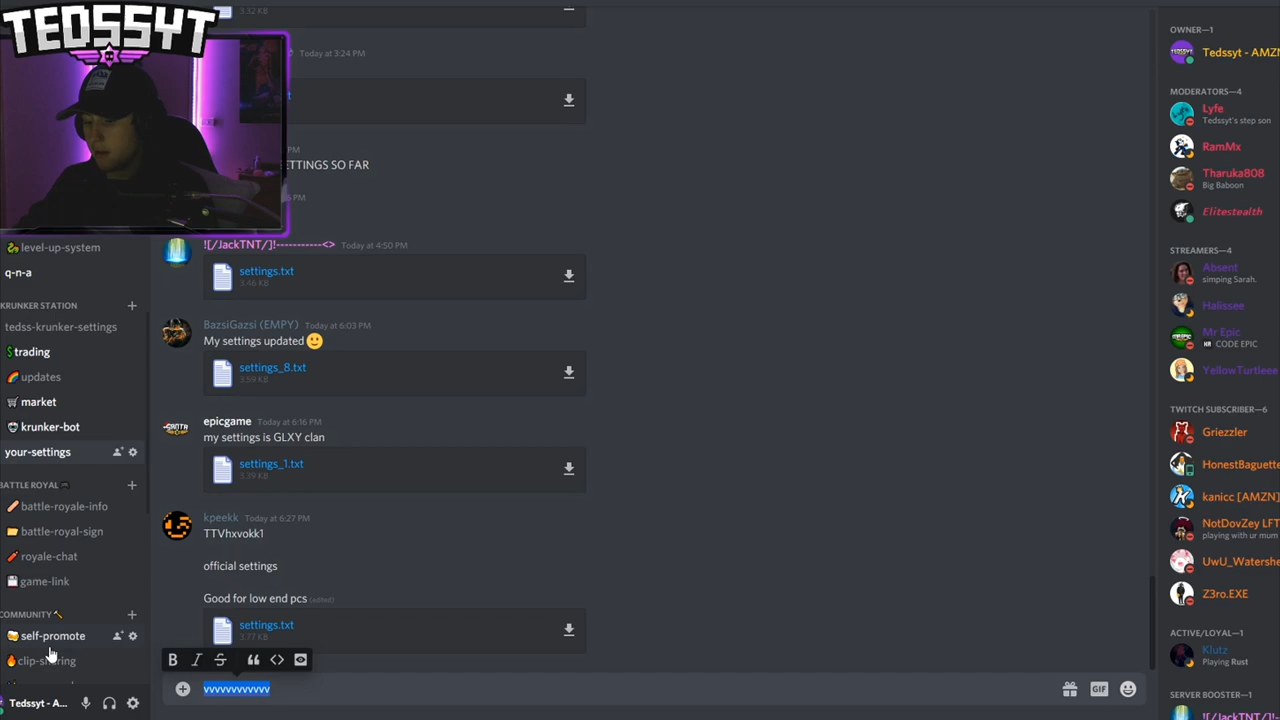 TEDSSYT
3.32 KB
Today at 3:24 PM
ETTINGS SO FAR
PM
level-up-system
q-n-a
KRUNKER STATION
tedss-krunker-settings
trading
updates
market
krunker-bot
your-settings
BATTLE ROYAL
battle-royale-info
battle-royal-sign
royale-chat
game-link
COMMUNITY
self-promote
clip-sharing
Tedssyt - A...
![/JackTNT/]!-----------<> Today at 4:50 PM
settings.txt
3.46 KB
BazsiGazsi (EMPY) Today at 6:03 PM
My settings updated
settings_8.txt
3.59 KB
epicgame Today at 6:16 PM
my settings is GLXY clan
settings_1.txt
3.39 KB
kpeekk Today at 6:27 PM
TTVhxvokk1
official settings
Good for low end pcs (edited)
settings.txt
3.77 KB
B I S
vvvvvvvvvvvv
GIF
OWNER—1
Tedssyt - AMZN
MODERATORS—4
Lyfe
Tedssyt's step son
RamMx
Tharuka808
Big Baboon
Elitestealth
STREAMERS—4
Absent
simping Sarah.
Halissee
Mr Epic
CODE EPIC
YellowTurtleee
TWITCH SUBSCRIBER—6
Griezzler
HonestBaguette
kanicc [AMZN]
NotDovZey LFT
playing with ur mum
UwU_Watershe
Z3ro.EXE
ACTIVE/LOYAL—1
Klutz
Playing Rust
SERVER BOOSTER—1
![/JackTNT/]!